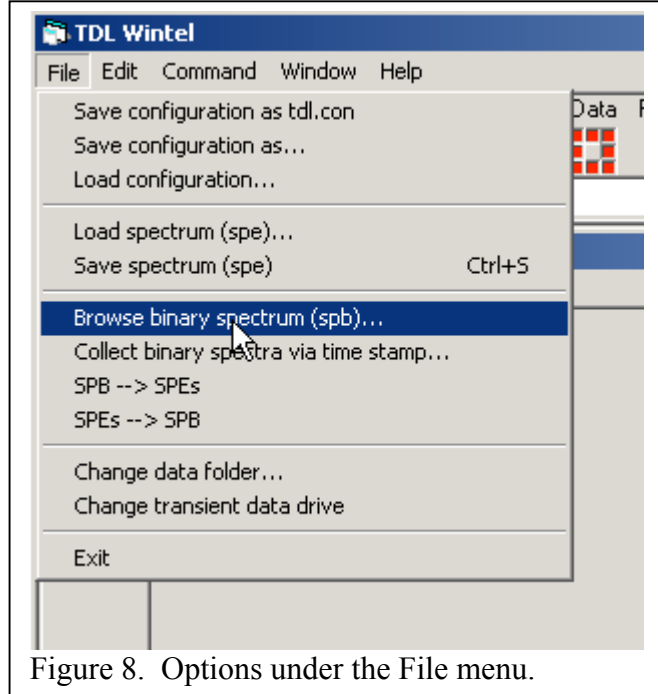 TDL Wintel
File Edit Command Window Help
Save configuration as tdl.con
Save configuration as...
Load configuration...
Data
Load spectrum (spe)...
Save spectrum (spe) Ctrl+S
Browse binary spectrum (spb)...
Collect binary spectra via time stamp...
SPB --> SPEs
SPEs --> SPB
Change data folder...
Change transient data drive
Exit
Figure 8. Options under the File menu.